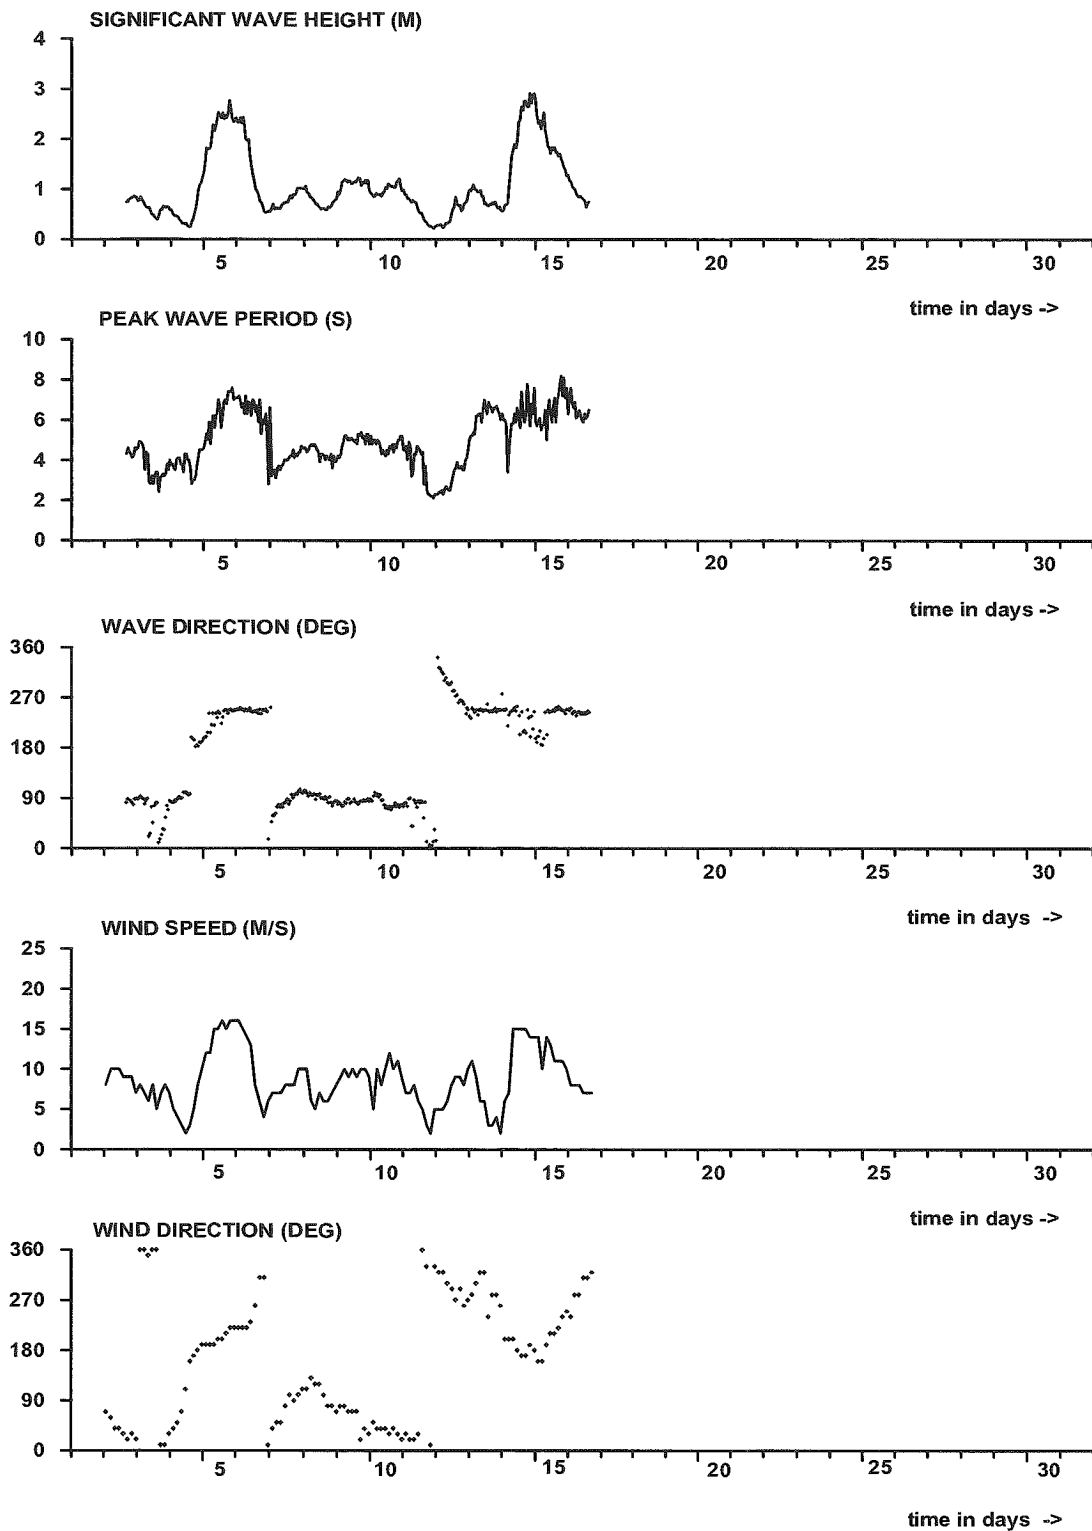 SIGNIFICANT WAVE HEIGHT (M)
4
3
2
1
0
5 10 15 20 25 30
time in days ->
PEAK WAVE PERIOD (S)
10
8
6
4
2
0
5 10 15 20 25 30
time in days ->
WAVE DIRECTION (DEG)
360
270
180
90
0
5 10 15 20 25 30
time in days ->
WIND SPEED (M/S)
25
20
15
10
5
0
5 10 15 20 25 30
time in days ->
WIND DIRECTION (DEG)
360
270
180
90
0
5 10 15 20 25 30
time in days ->